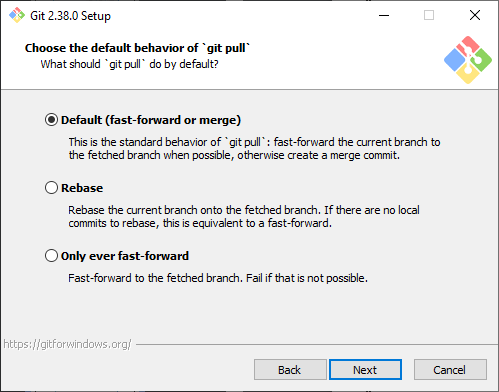 Git 2.38.0 Setup
Choose the default behavior of `git pull`
What should `git pull` do by default?
Default (fast-forward or merge)
This is the standard behavior of `git pull`: fast-forward the current branch to
the fetched branch when possible, otherwise create a merge commit.
Rebase
Rebase the current branch onto the fetched branch. If there are no local
commits to rebase, this is equivalent to a fast-forward.
Only ever fast-forward
Fast-forward to the fetched branch. Fail if that is not possible.
https://gitforwindows.org/
Back
Next
Cancel